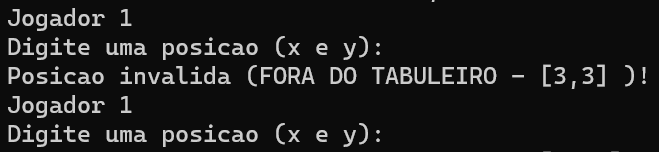 Jogador 1
Digite uma posicao (x e y):
Posicao invalida (FORA DO TABULEIRO - [3,3] )!
Jogador 1
Digite uma posicao (x e y):